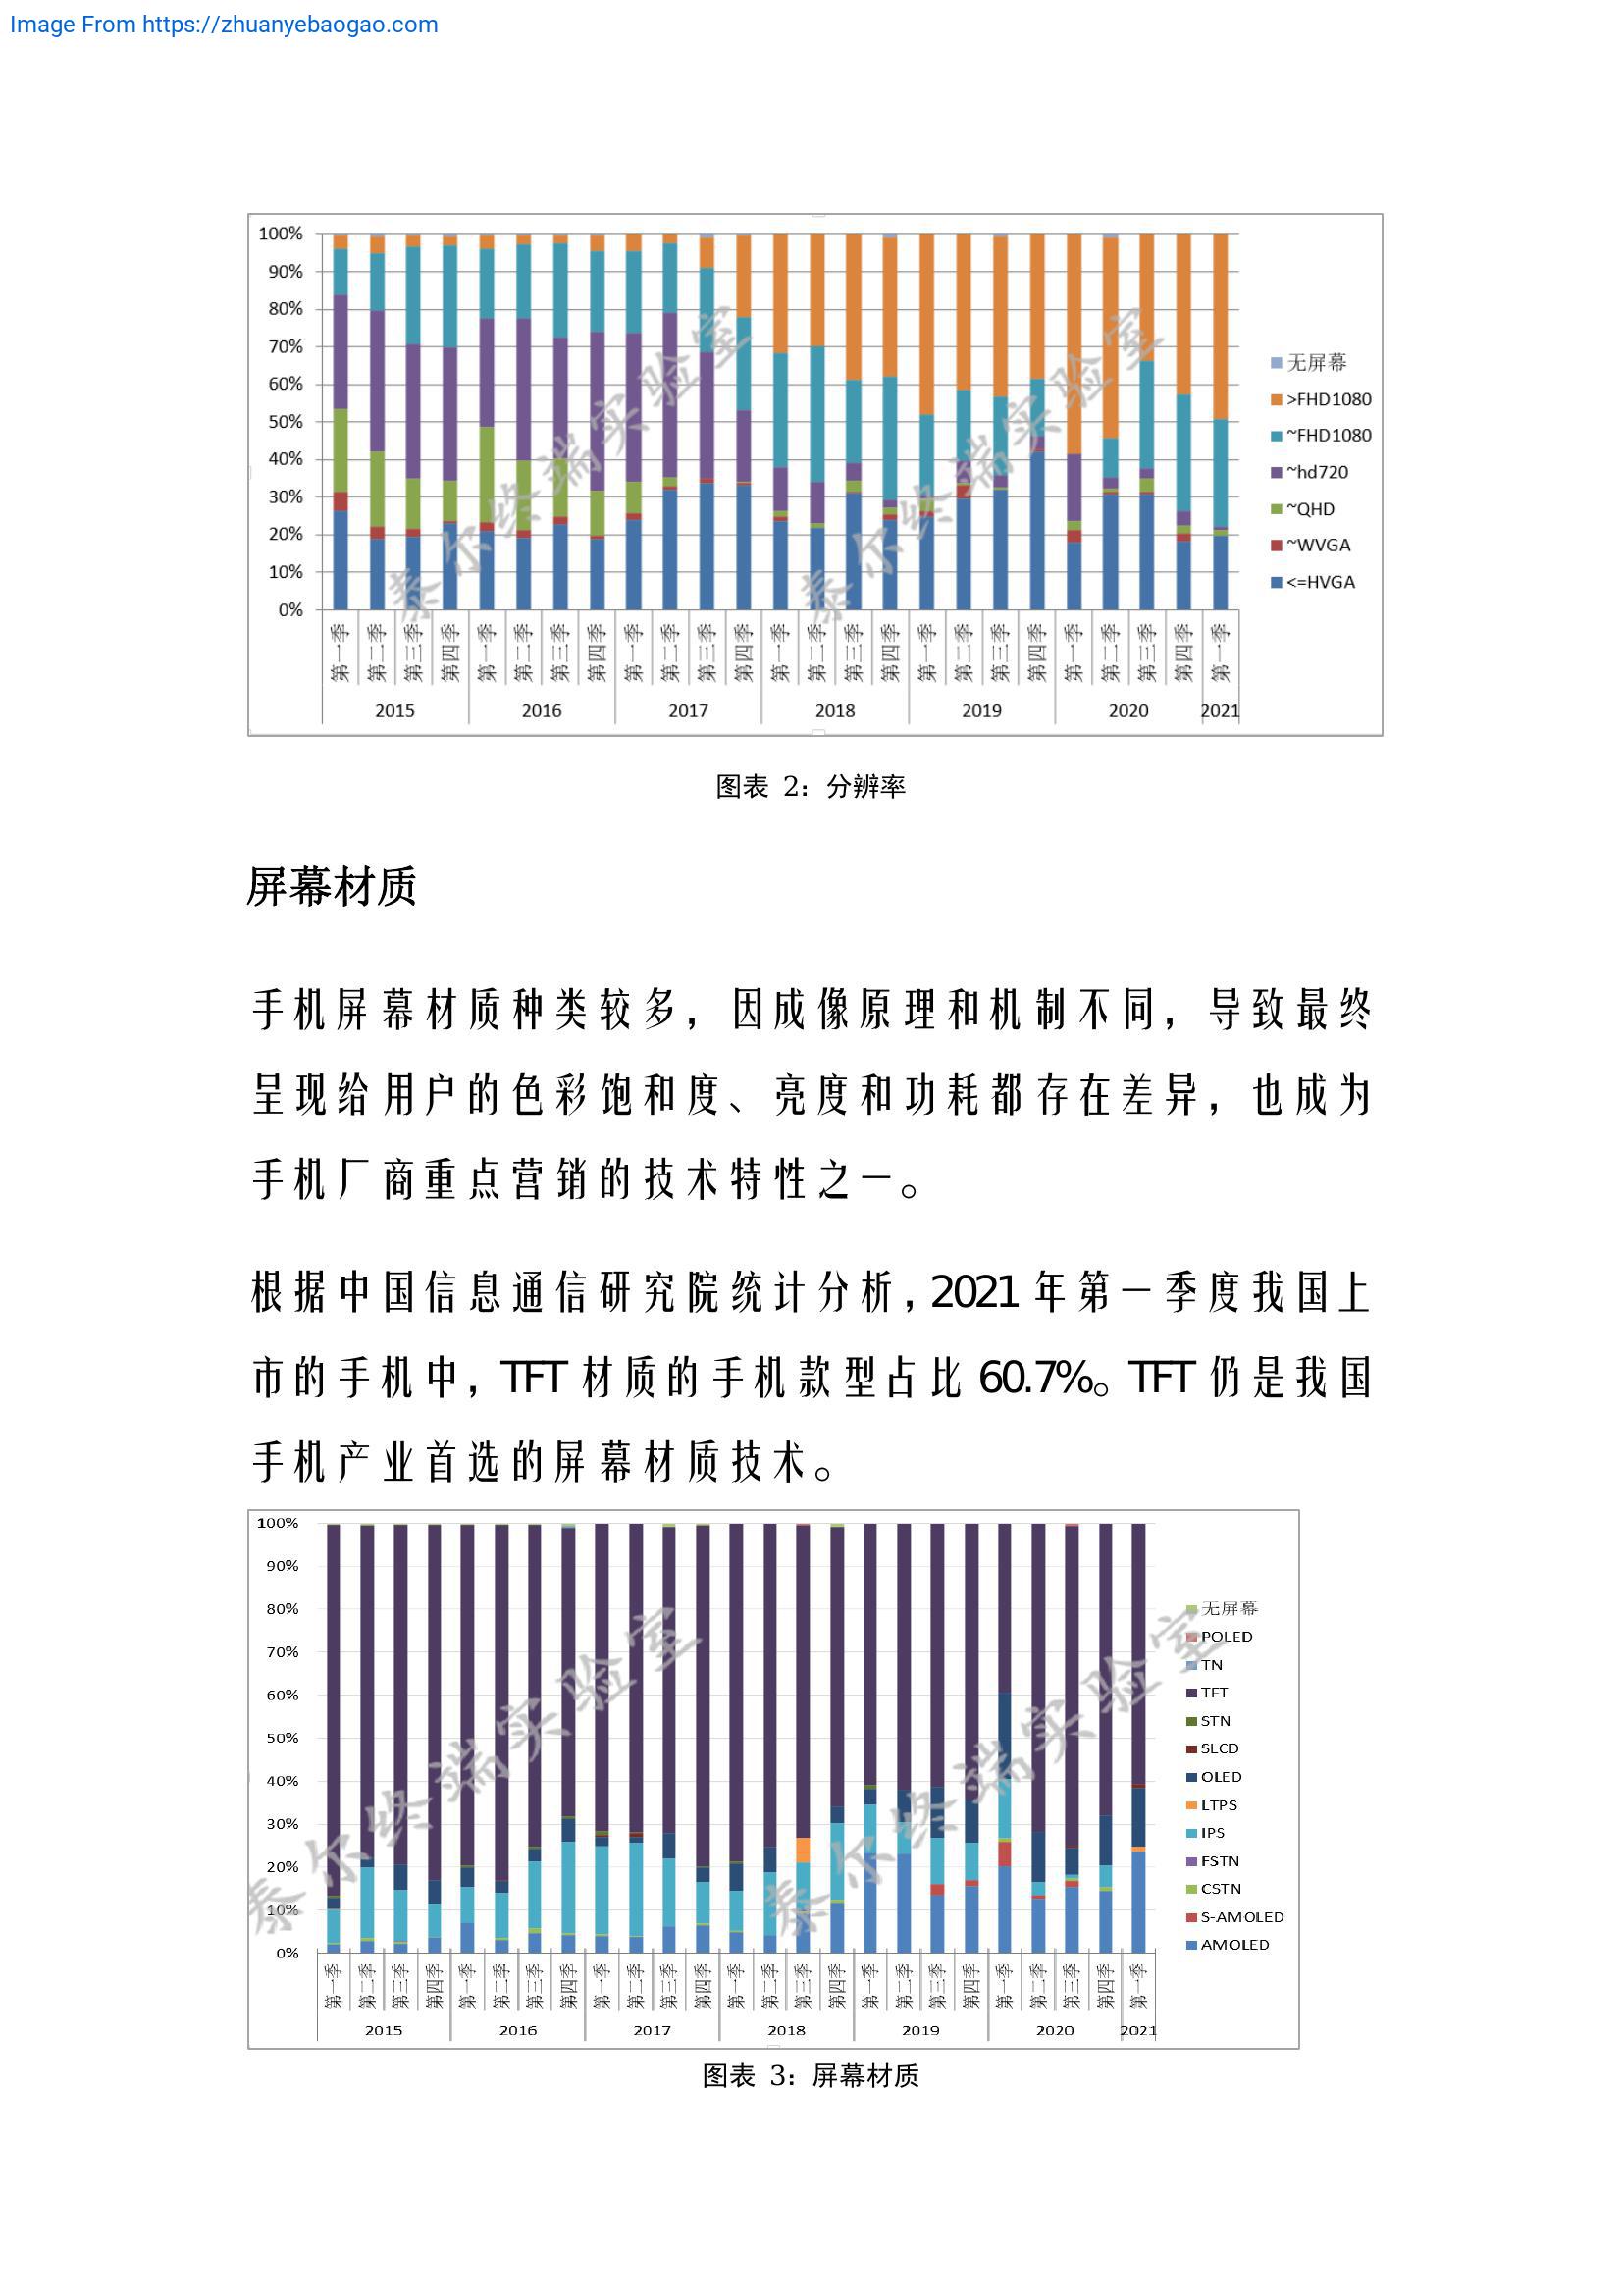 Image From https://zhuanyebaogao.com
100%
90%
80%
70%
60%
50%
40%
30%
20%
10%
0%
无屏幕
>FHD1080
~FHD1080
~hd720
~QHD
~WVGA
<=HVGA
第一季 第二季 第三季 第四季 第一季 第二季 第三季 第四季 第一季 第二季 第三季 第四季 第一季 第二季 第三季 第四季 第一季 第二季 第三季 第四季 第一季 第二季 第三季 第四季 第一季
2015 2016 2017 2018 2019 2020 2021
泰尔终端实验室
泰尔终端实验室
图表 2：分辨率
屏幕材质
手机屏幕材质种类较多，因成像原理和机制不同，导致最终
呈现给用户的色彩饱和度、亮度和功耗都存在差异，也成为
手机厂商重点营销的技术特性之一。
根据中国信息通信研究院统计分析，2021 年第一季度我国上
市的手机中，TFT 材质的手机款型占比 60.7%。TFT 仍是我国
手机产业首选的屏幕材质技术。
100%
90%
80%
70%
60%
50%
40%
30%
20%
10%
0%
无屏幕
POLED
TN
TFT
STN
SLCD
OLED
LTPS
IPS
FSTN
CSTN
S-AMOLED
AMOLED
第一季 第二季 第三季 第四季 第一季 第二季 第三季 第四季 第一季 第二季 第三季 第四季 第一季 第二季 第三季 第四季 第一季 第二季 第三季 第四季 第一季 第二季 第三季 第四季 第一季
2015 2016 2017 2018 2019 2020 2021
泰尔终端实验室
泰尔终端实验室
图表 3：屏幕材质